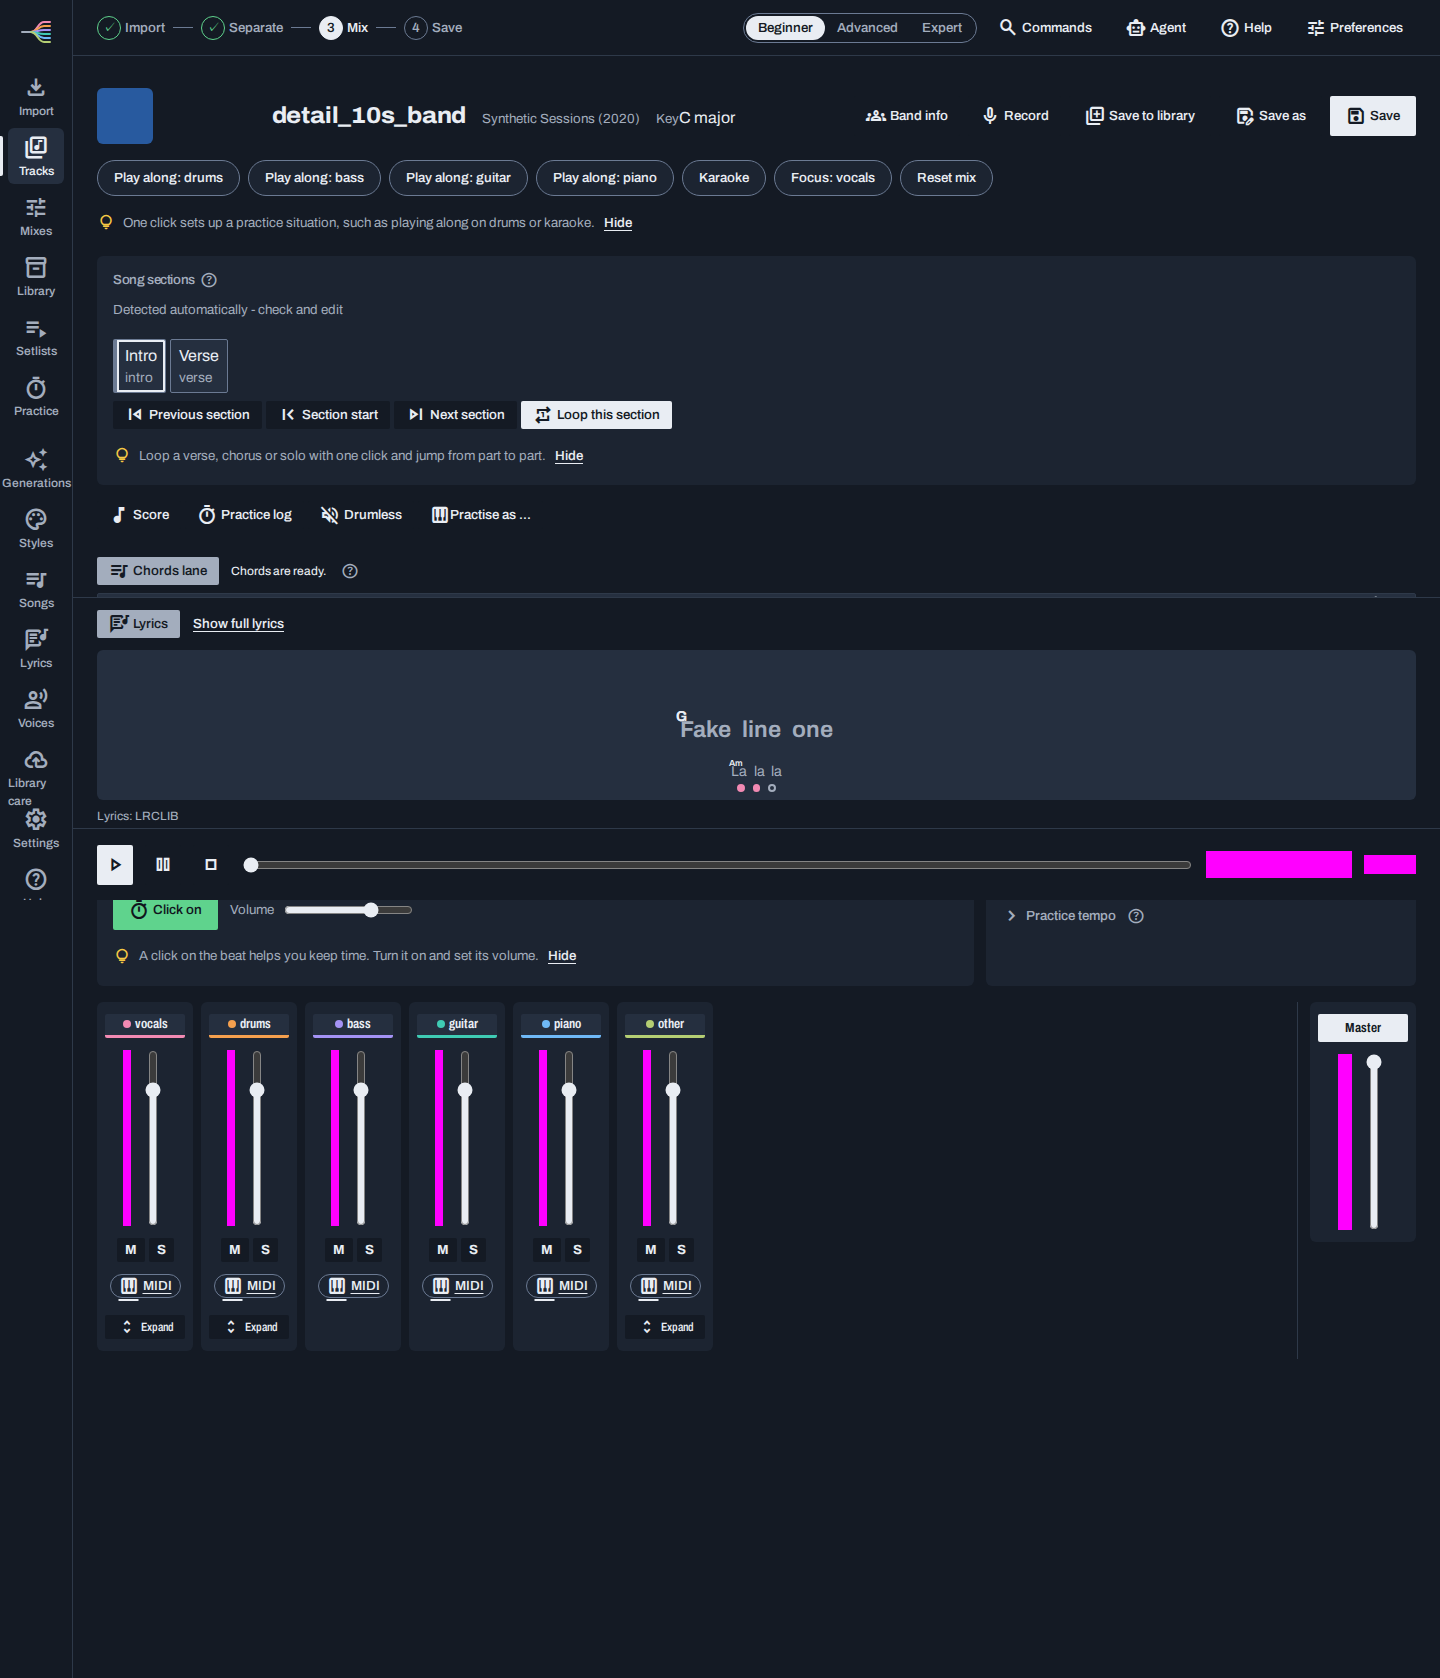 Import Separate 3 Mix 4 Save Beginner Advanced Expert Commands Agent Help Preferences
Import
Tracks
Mixes
Library
Setlists
Practice
Generations
Styles
Songs
Lyrics
Voices
Library care
Settings
detail_10s_band Synthetic Sessions (2020) Key C major Band info Record Save to library Save as Save
Play along: drums Play along: bass Play along: guitar Play along: piano Karaoke Focus: vocals Reset mix
One click sets up a practice situation, such as playing along on drums or karaoke. Hide
Song sections
Detected automatically - check and edit
Intro Verse
intro verse
Previous section Section start Next section Loop this section
Loop a verse, chorus or solo with one click and jump from part to part. Hide
Score Practice log Drumless Practise as ...
Chords lane Chords are ready.
Lyrics Show full lyrics
G
Fake line one
Am
La la la
Lyrics: LRCLIB
Click on Volume Practice tempo
A click on the beat helps you keep time. Turn it on and set its volume. Hide
vocals drums bass guitar piano other Master
M S M S M S M S M S M S
MIDI MIDI MIDI MIDI MIDI MIDI
Expand Expand Expand